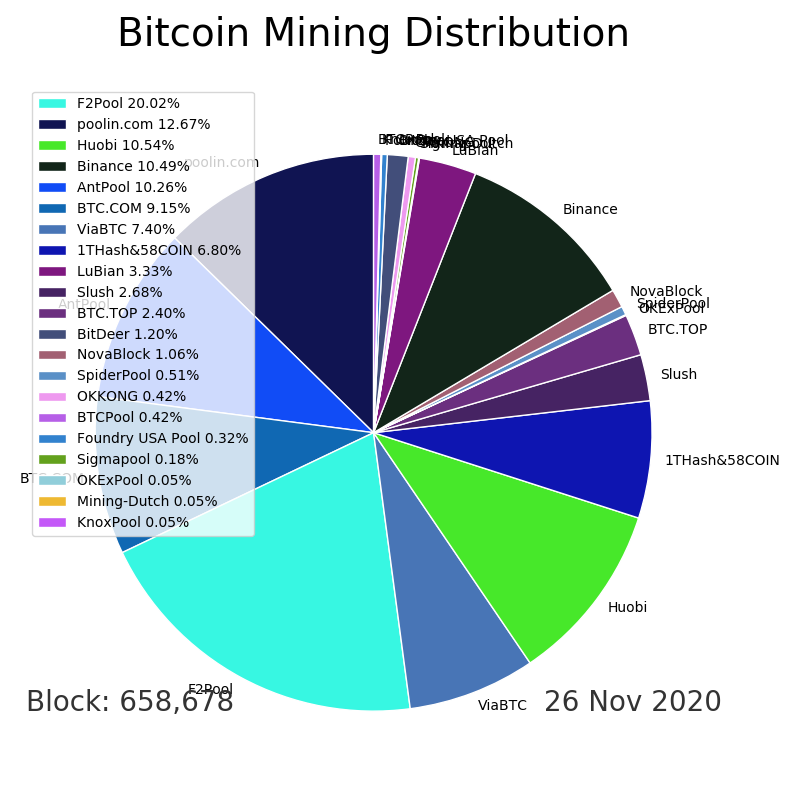 Bitcoin Mining Distribution
F2Pool 20.02%
poolin.com 12.67%
Huobi 10.54%
Binance 10.49%
AntPool 10.26%
BTC.COM 9.15%
ViaBTC 7.40%
1THash&58COIN 6.80%
LuBian 3.33%
Slush 2.68%
BTC.TOP 2.40%
BitDeer 1.20%
NovaBlock 1.06%
SpiderPool 0.51%
OKKONG 0.42%
BTCPool 0.42%
Foundry USA Pool 0.32%
Sigmapool 0.18%
OKExPool 0.05%
Mining-Dutch 0.05%
KnoxPool 0.05%
poolin.com
AntPool
LuBian
Binance
NovaBlock
SpiderPool
OKExPool
BTC.TOP
Slush
1THash&58COIN
Huobi
ViaBTC
F2Pool
Block: 658,678
26 Nov 2020